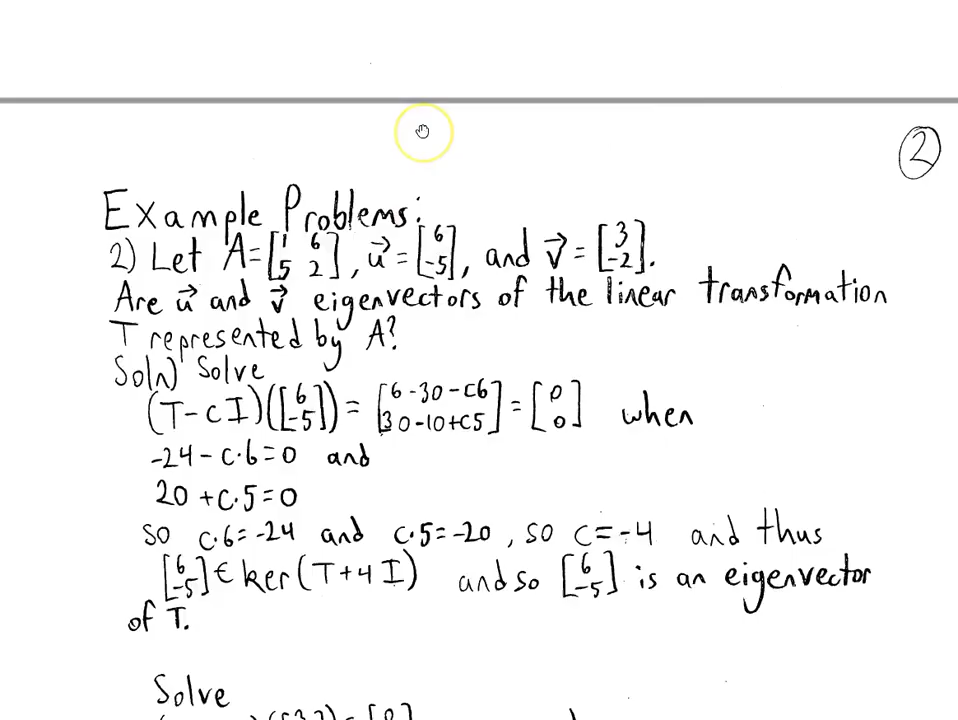 2
Example Problems:
2) Let A=[1 6
5 2], u⃗=[6
-5], and v⃗=[3
-2].
Are u⃗ and v⃗ eigenvectors of the linear transformation
T represented by A?
Soln) Solve
(T-cI)([6
-5])=[6-30-c6
30-10+c5]=[0
0] when
-24-c·6=0 and
20+c·5=0
so c·6=-24 and c·5=-20, so c=-4 and thus
[6
-5]∈ker(T+4I) and so [6
-5] is an eigenvector
of T.
Solve